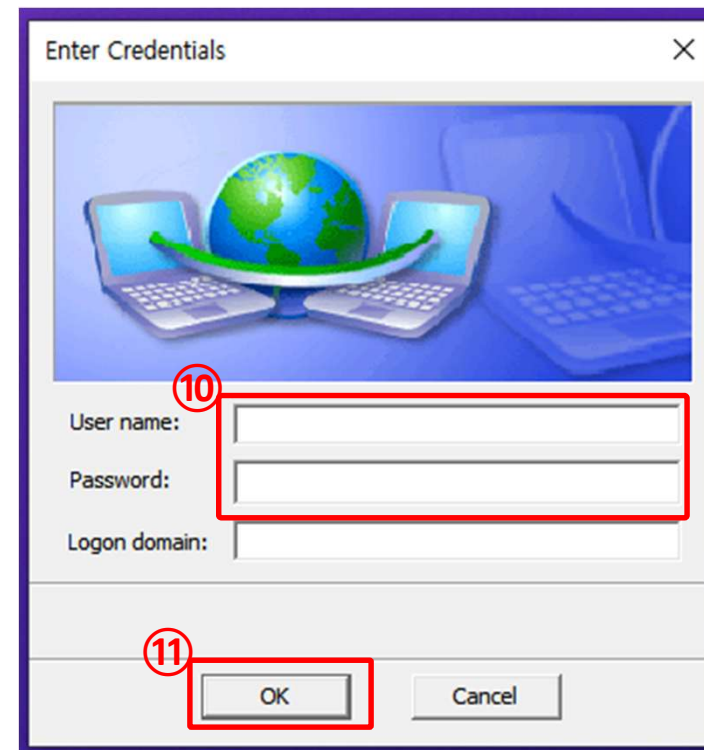 Enter Credentials
⑩
User name:
Password:
Logon domain:
⑪
OK Cancel